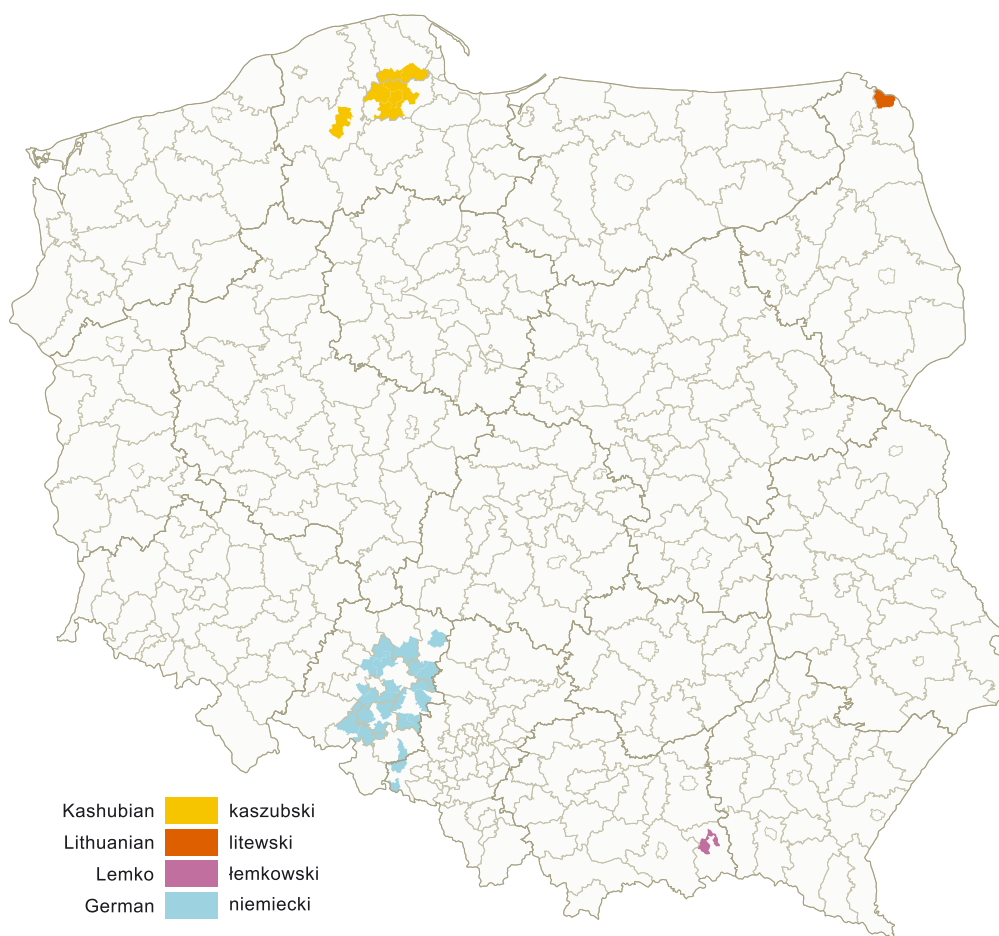 Kashubian kaszubski
Lithuanian litewski
Lemko łemkowski
German niemiecki